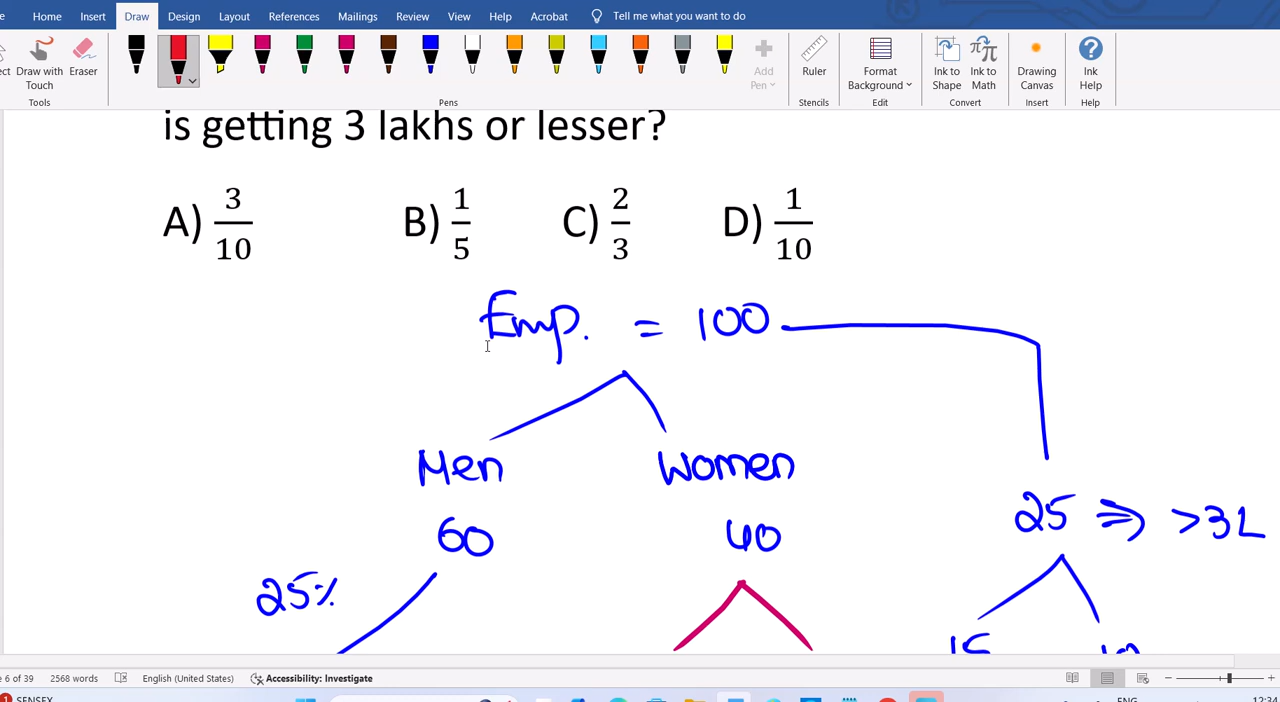 Home Insert Draw Design Layout References Mailings Review View Help Acrobat Tell me what you want to do
Draw with Touch Eraser Add Pen Ruler Format Background Ink to Shape Ink to Math Drawing Canvas Ink Help
Tools Pens Stencils Edit Convert Insert Help
is getting 3 lakhs or lesser?
A) 3/10 B) 1/5 C) 2/3 D) 1/10
Emp. = 100
Men Women
60 40 25 ⇒ >3L
25%
15
6 of 39 2568 words English (United States) Accessibility: Investigate
SENSEX ENG 12:34